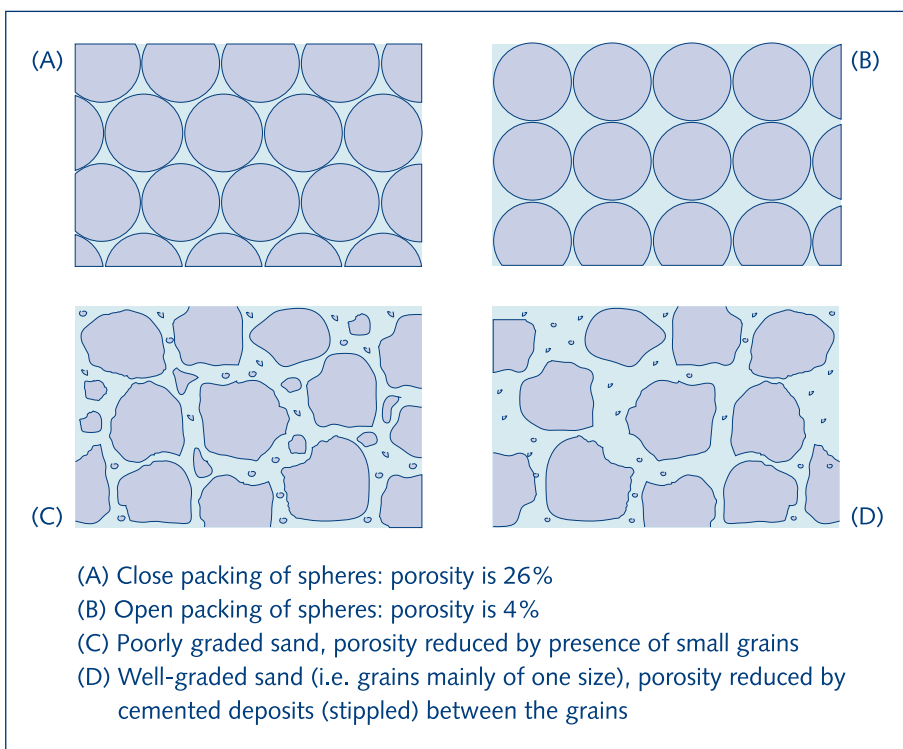 (A)
(B)
(C)
(D)
(A) Close packing of spheres: porosity is 26%
(B) Open packing of spheres: porosity is 4%
(C) Poorly graded sand, porosity reduced by presence of small grains
(D) Well-graded sand (i.e. grains mainly of one size), porosity reduced by
cemented deposits (stippled) between the grains